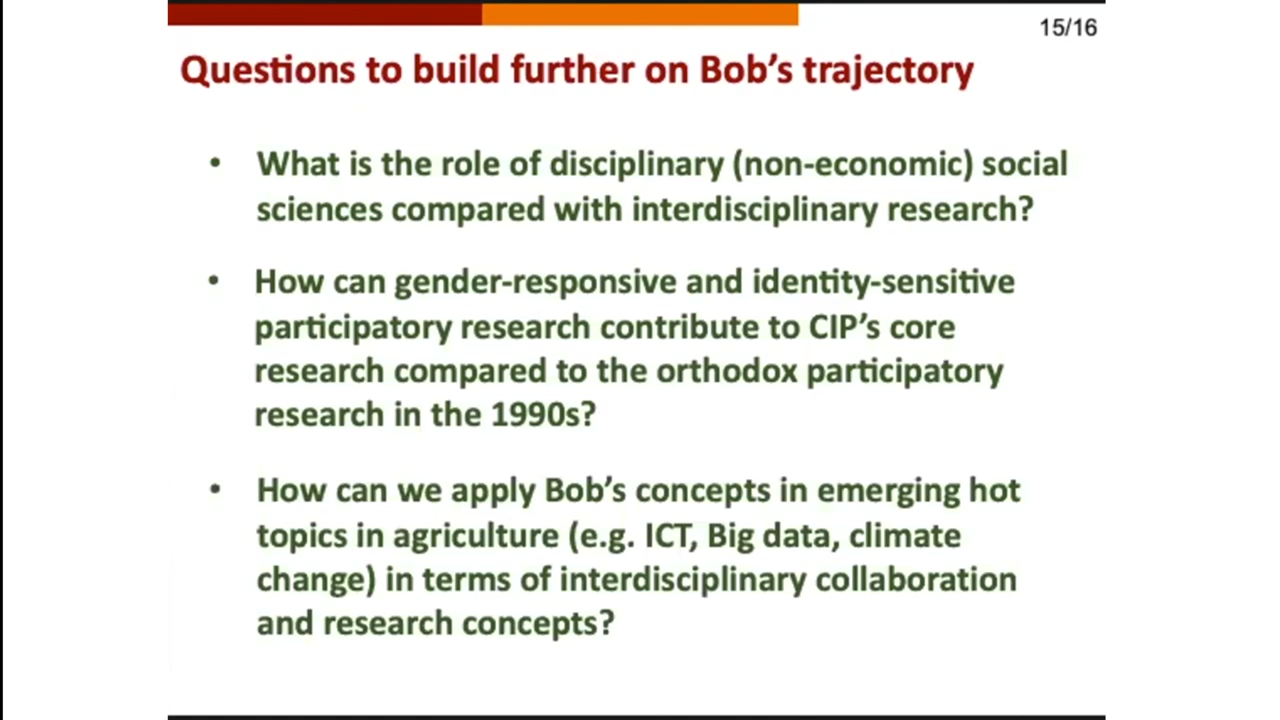 15/16
Questions to build further on Bob's trajectory
• What is the role of disciplinary (non-economic) social
sciences compared with interdisciplinary research?
• How can gender-responsive and identity-sensitive
participatory research contribute to CIP's core
research compared to the orthodox participatory
research in the 1990s?
• How can we apply Bob's concepts in emerging hot
topics in agriculture (e.g. ICT, Big data, climate
change) in terms of interdisciplinary collaboration
and research concepts?